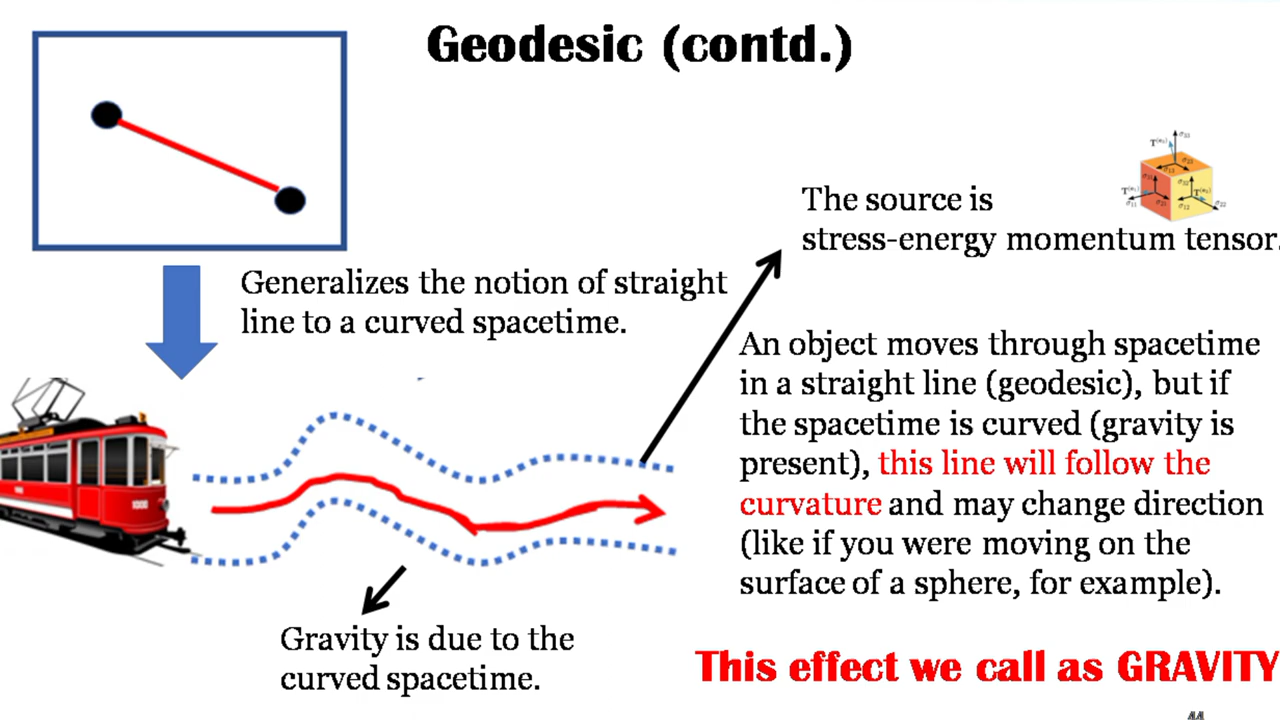 Geodesic (contd.)
The source is
stress-energy momentum tensor.
Generalizes the notion of straight
line to a curved spacetime.
An object moves through spacetime
in a straight line (geodesic), but if
the spacetime is curved (gravity is
present), this line will follow the
curvature and may change direction
(like if you were moving on the
surface of a sphere, for example).
Gravity is due to the
curved spacetime.
This effect we call as GRAVITY